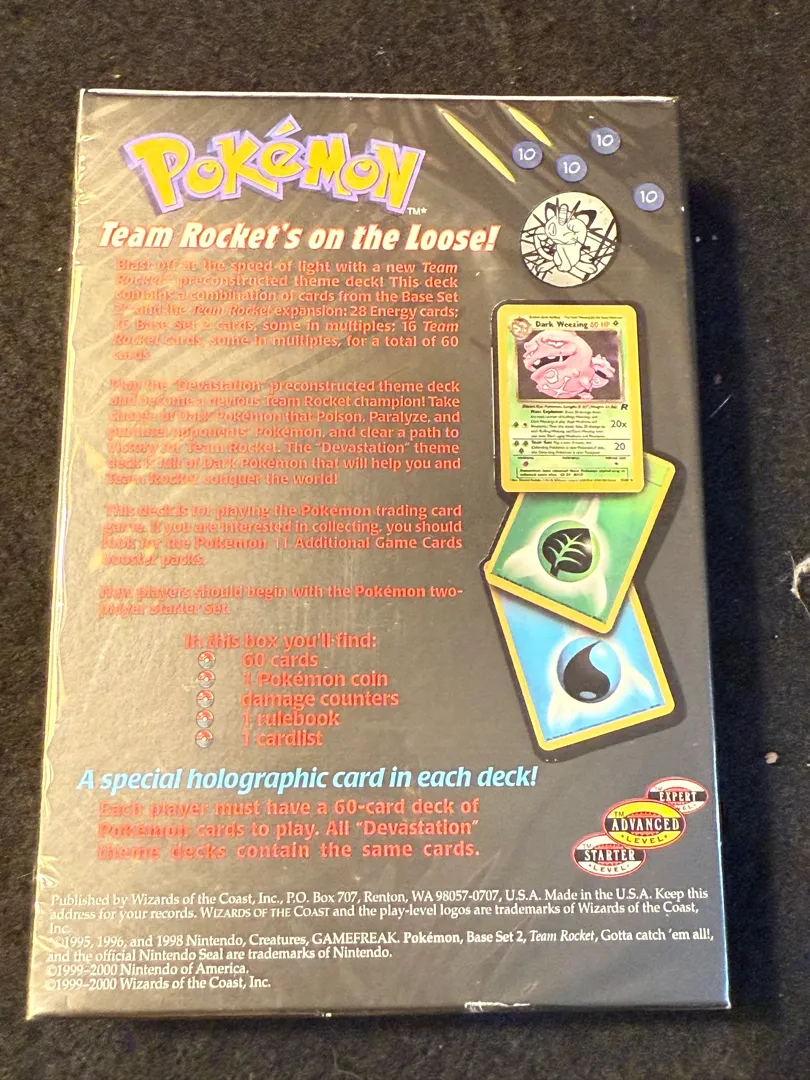 POKéMON
TM*
10
10
10
10
Team Rocket's on the Loose!
Blast off at the speed of light with a new Team
Rocket preconstructed theme deck! This deck
contains a combination of cards from the Base Set
2 and the Team Rocket expansion: 28 Energy cards;
16 Base Set 2 cards, some in multiples; 16 Team
Rocket cards, some in multiples, for a total of 60
cards.
Play the "Devastation" preconstructed theme deck
and become a devious Team Rocket champion! Take
Dark Pokémon that Poison, Paralyze, and
opponents' Pokémon, and clear a path to
victory for Team Rocket. The "Devastation" theme
deck is full of Dark Pokémon that will help you and
Team Rocket conquer the world!
This deck is for playing the Pokémon trading card
game. If you are interested in collecting, you should
look for the Pokémon 11 Additional Game Cards
booster packs.
New players should begin with the Pokémon two-
player starter set.
In this box you'll find:
60 cards
1 Pokémon coin
damage counters
1 rulebook
1 cardlist
Dark Weezing 60 HP
R
20x
20
A special holographic card in each deck!
Each player must have a 60-card deck of
Pokémon cards to play. All "Devastation"
theme decks contain the same cards.
EXPERT
LEVEL
TM
ADVANCED
LEVEL
TM
STARTER
LEVEL
Published by Wizards of the Coast, Inc., P.O. Box 707, Renton, WA 98057-0707, U.S.A. Made in the U.S.A. Keep this
address for your records. WIZARDS OF THE COAST and the play-level logos are trademarks of Wizards of the Coast,
Inc.
©1995, 1996, and 1998 Nintendo, Creatures, GAMEFREAK. Pokémon, Base Set 2, Team Rocket, Gotta catch 'em all!,
and the official Nintendo Seal are trademarks of Nintendo.
©1999–2000 Nintendo of America.
©1999–2000 Wizards of the Coast, Inc.